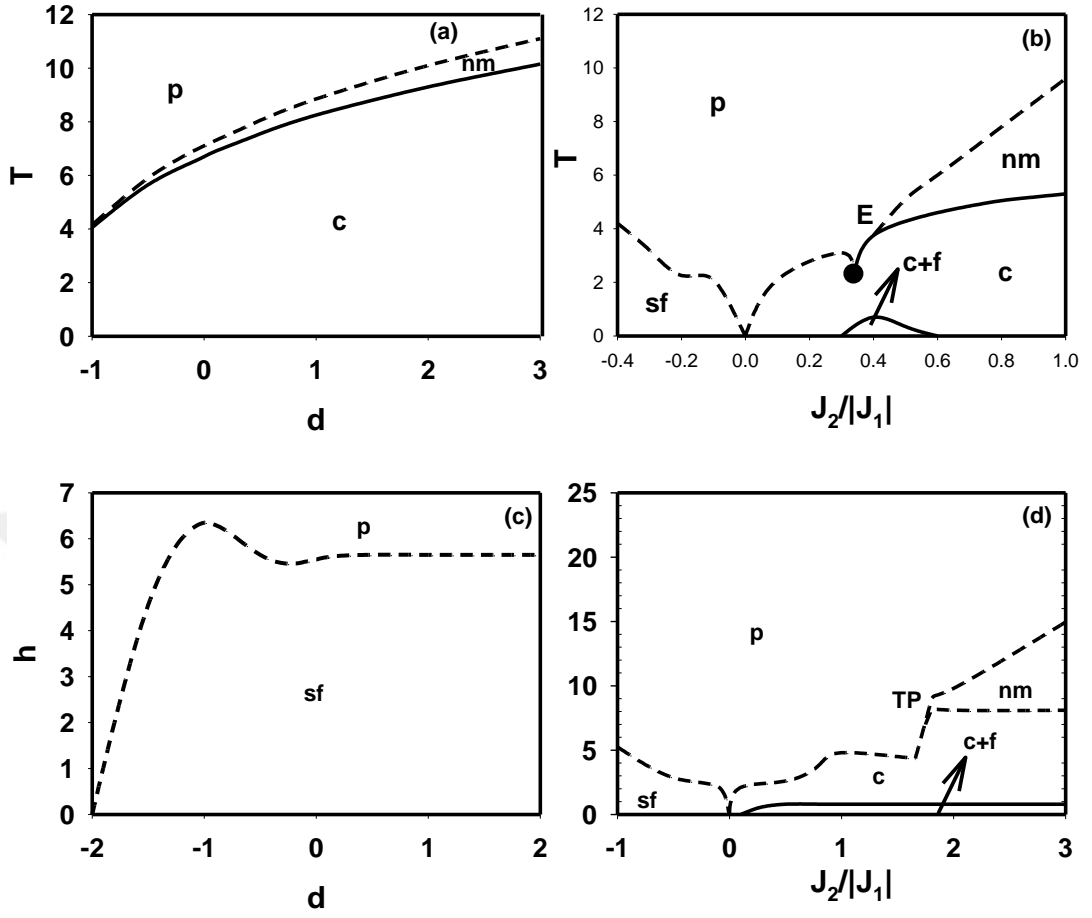 (a)
12
10
8
6
4
2
0
T
p
nm
c
-1 0 1 2 3
d
(b)
12
10
8
6
4
2
0
T
p
nm
E
c+f
c
sf
-0.4 -0.2 0.0 0.2 0.4 0.6 0.8 1.0
J2/|J1|
(c)
7
6
5
4
3
2
1
0
h
p
sf
-2 -1 0 1 2
d
(d)
25
20
15
10
5
0
p
TP
nm
c+f
c
sf
-1 0 1 2 3
J2/|J1|